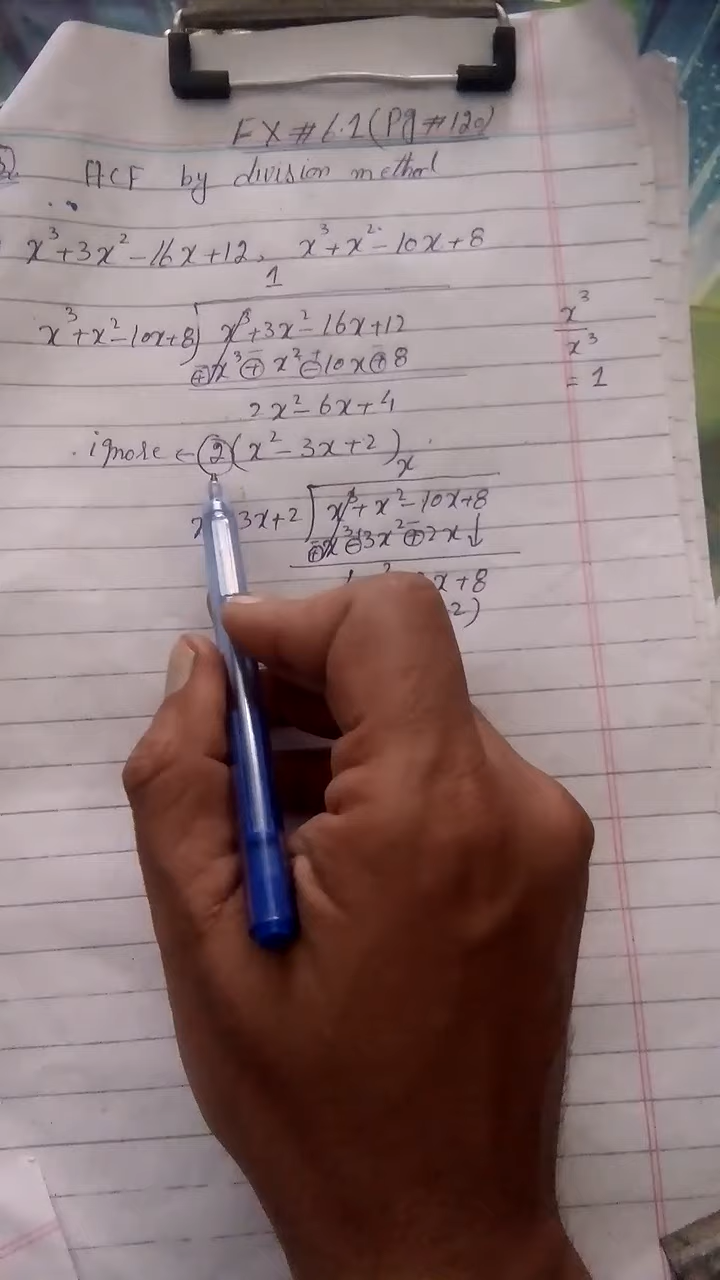 EX # 6.1 (Pg # 120)
HCF by division method
x³+3x²-16x+12, x³+x²-10x+8
1
x³+x²-10x+8) x³+3x²-16x+12
x³ + x² - 10x + 8
2x²-6x+4
ignore ← 2(x²-3x+2)
x³
x³
= 1
x
3x+2) x³+x²-10x+8
x³ - 3x² + 2x ↓
x+8
2)